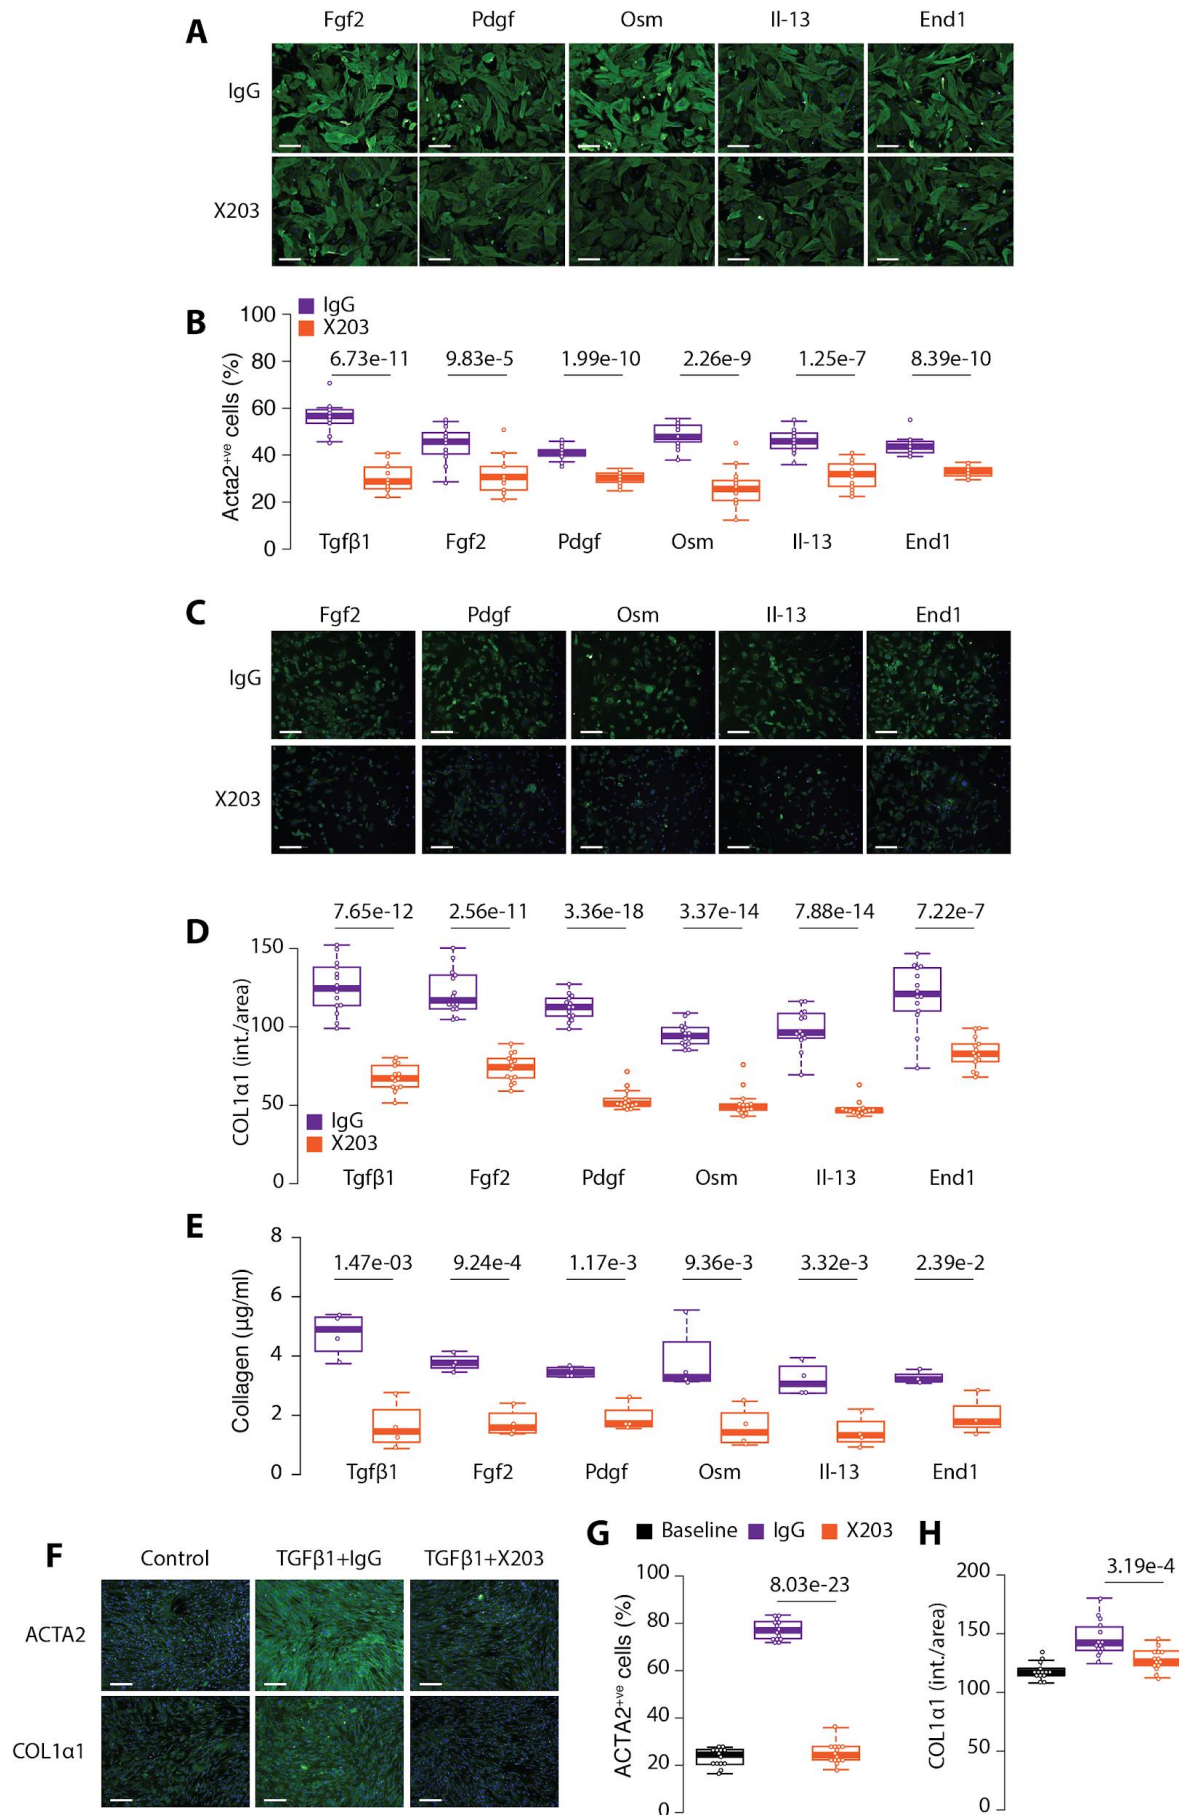 A
Fgf2 Pdgf Osm Il-13 End1
IgG
X203
B
IgG
X203
Acta2+ve cells (%)
100
80
60
40
20
0
6.73e-11 9.83e-5 1.99e-10 2.26e-9 1.25e-7 8.39e-10
Tgfβ1 Fgf2 Pdgf Osm Il-13 End1
C
Fgf2 Pdgf Osm Il-13 End1
IgG
X203
D
7.65e-12 2.56e-11 3.36e-18 3.37e-14 7.88e-14 7.22e-7
COL1α1 (int./area)
150
100
50
0
IgG
X203
Tgfβ1 Fgf2 Pdgf Osm Il-13 End1
E
Collagen (μg/ml)
8
6
4
2
0
1.47e-03 9.24e-4 1.17e-3 9.36e-3 3.32e-3 2.39e-2
Tgfβ1 Fgf2 Pdgf Osm Il-13 End1
F
Control TGFβ1+IgG TGFβ1+X203
ACTA2
COL1α1
G
Baseline IgG X203
ACTA2+ve cells (%)
100
80
60
40
20
0
8.03e-23
H
COL1α1 (int./area)
200
150
100
50
0
3.19e-4